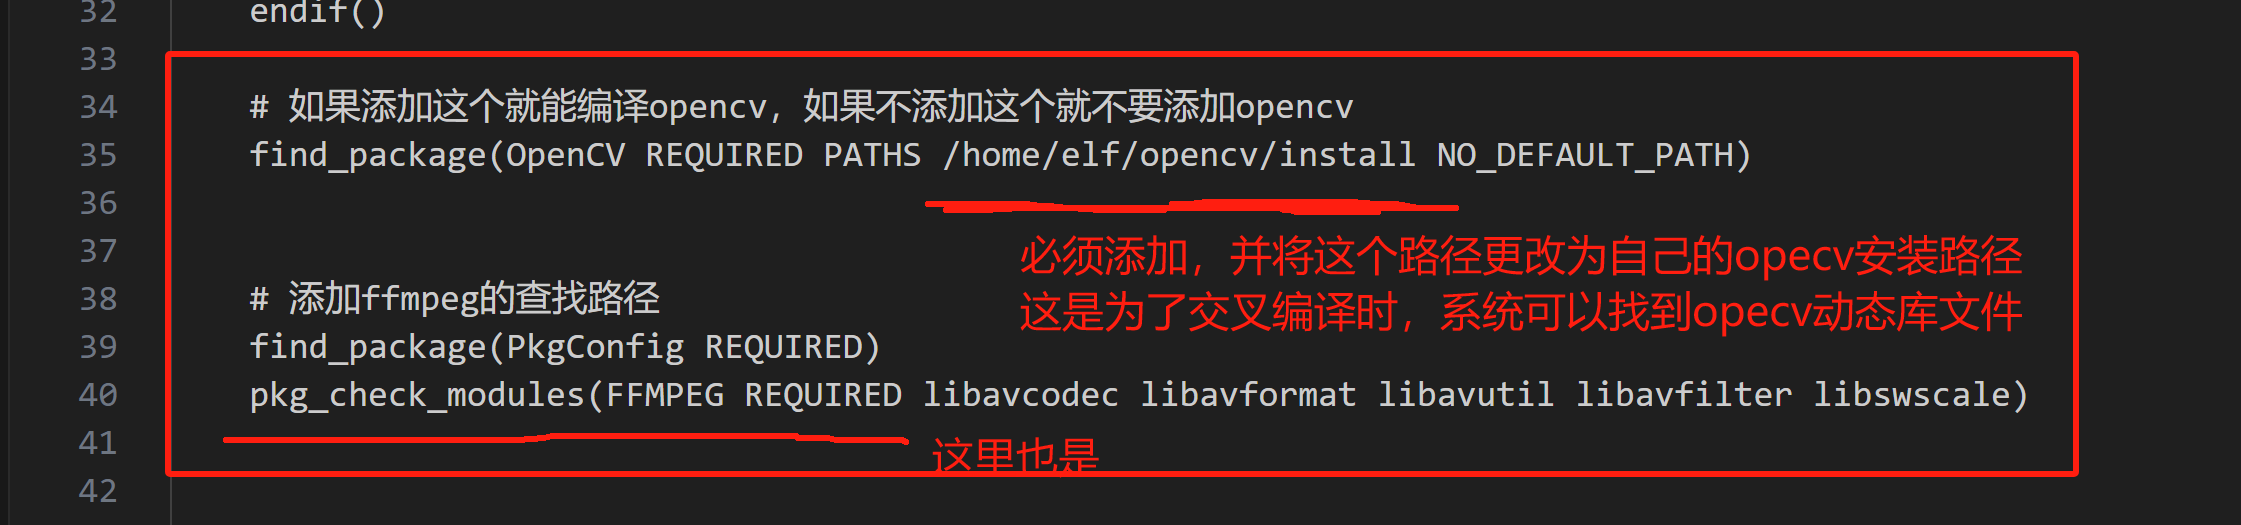 32 endif()
33
34 # 如果添加这个就能编译opencv，如果不添加这个就不要添加opencv
35 find_package(OpenCV REQUIRED PATHS /home/elf/opencv/install NO_DEFAULT_PATH)
36
37 必须添加，并将这个路径更改为自己的opecv安装路径
38 # 添加ffmpeg的查找路径 这是为了交叉编译时，系统可以找到opecv动态库文件
39 find_package(PkgConfig REQUIRED)
40 pkg_check_modules(FFMPEG REQUIRED libavcodec libavformat libavutil libavfilter libswscale)
41 这里也是
42